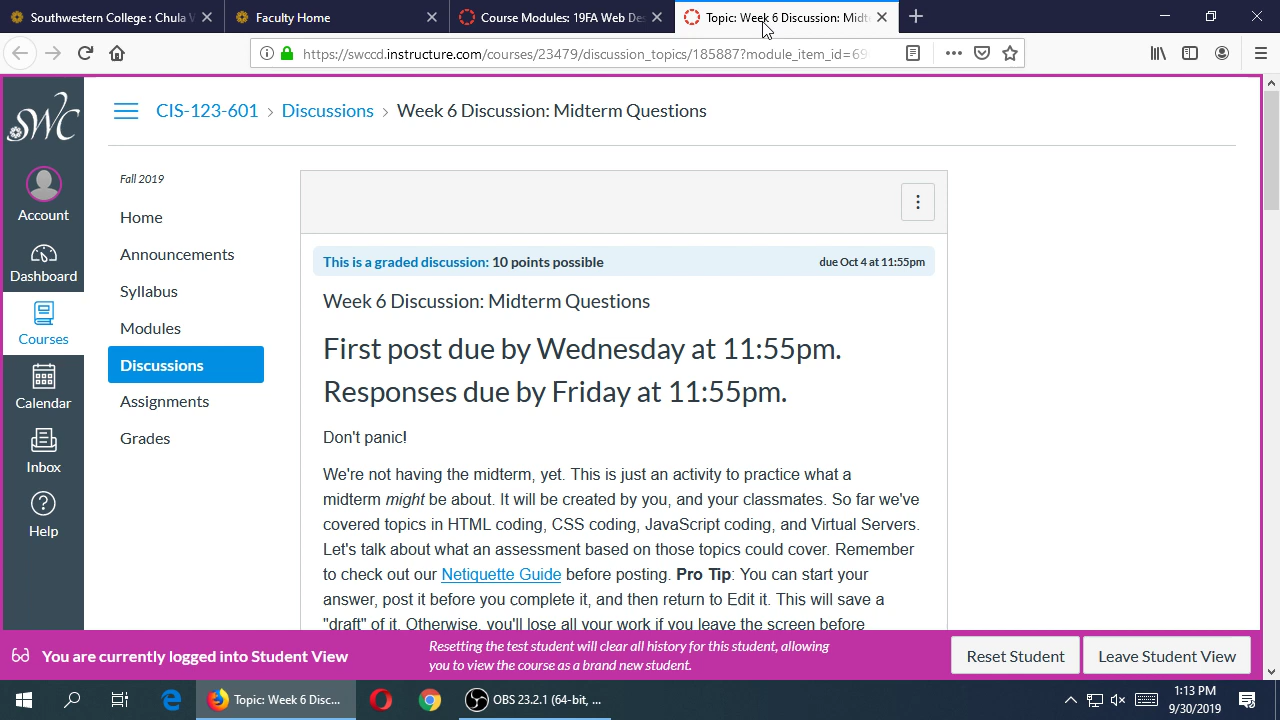 Southwestern College : Chula V
Faculty Home
Course Modules: 19FA Web De
Topic: Week 6 Discussion: Midt
https://swccd.instructure.com/courses/23479/discussion_topics/185887?module_item_id=69
SWC
CIS-123-601 > Discussions > Week 6 Discussion: Midterm Questions
Account
Dashboard
Courses
Calendar
Inbox
Help
Fall 2019
Home
Announcements
Syllabus
Modules
Discussions
Assignments
Grades
This is a graded discussion: 10 points possible
due Oct 4 at 11:55pm
Week 6 Discussion: Midterm Questions
First post due by Wednesday at 11:55pm.
Responses due by Friday at 11:55pm.
Don't panic!
We're not having the midterm, yet. This is just an activity to practice what a
midterm might be about. It will be created by you, and your classmates. So far we've
covered topics in HTML coding, CSS coding, JavaScript coding, and Virtual Servers.
Let's talk about what an assessment based on those topics could cover. Remember
to check out our Netiquette Guide before posting. Pro Tip: You can start your
answer, post it before you complete it, and then return to Edit it. This will save a
"draft" of it. Otherwise, you'll lose all your work if you leave the screen before
You are currently logged into Student View
Resetting the test student will clear all history for this student, allowing
you to view the course as a brand new student.
Reset Student
Leave Student View
Topic: Week 6 Disc...
OBS 23.2.1 (64-bit, ...
1:13 PM
9/30/2019